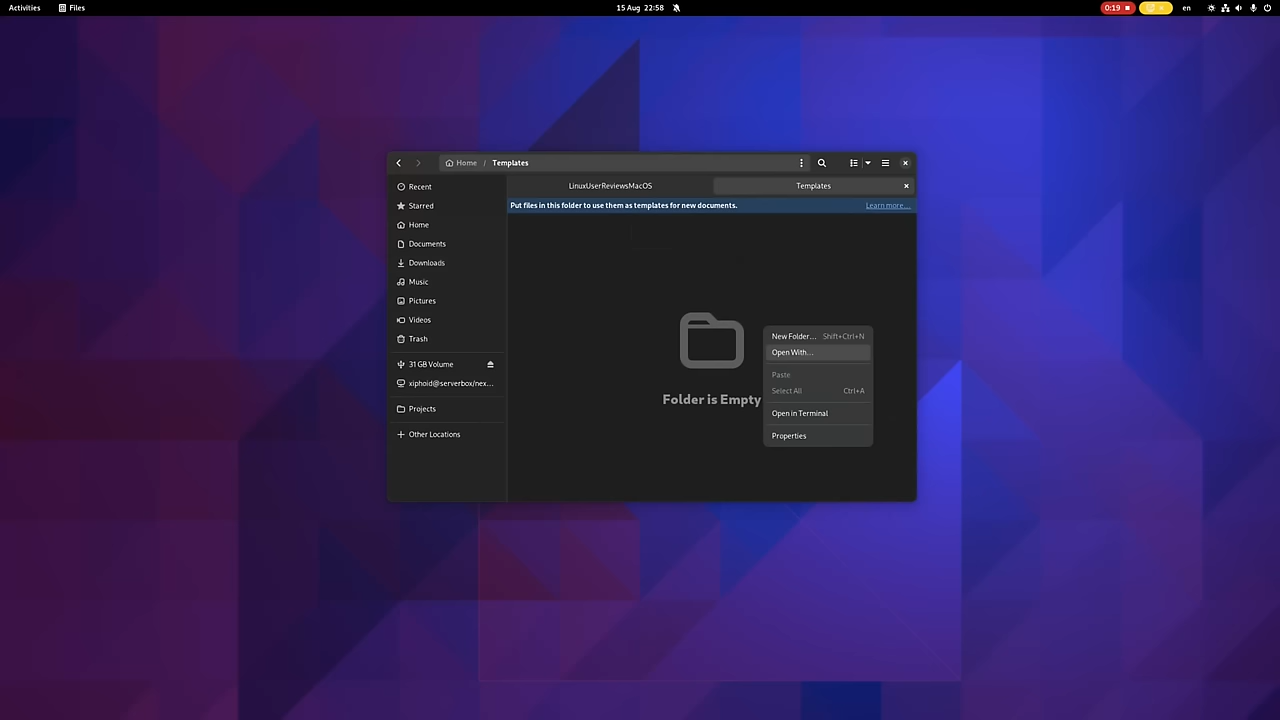 Activities Files 15 Aug 22:58 0:19 en
Home / Templates
LinuxUserReviewsMacOS Templates
Put files in this folder to use them as templates for new documents. Learn more…
Recent
Starred
Home
Documents
Downloads
Music
Pictures
Videos
Trash
31 GB Volume
xiphoid@serverbox/nex…
Projects
Other Locations
Folder is Empty
New Folder… Shift+Ctrl+N
Open With…
Paste
Select All Ctrl+A
Open in Terminal
Properties